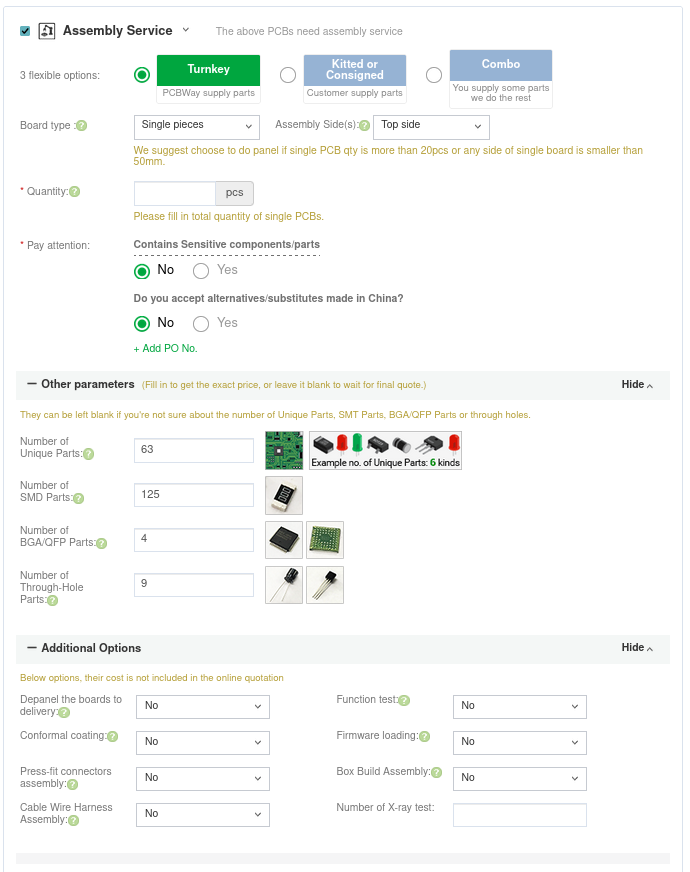 Assembly Service The above PCBs need assembly service
3 flexible options:
Turnkey
PCBWay supply parts
Kitted or
Consigned
Customer supply parts
Combo
You supply some parts
we do the rest
Board type :? Single pieces Assembly Side(s):? Top side
We suggest choose to do panel if single PCB qty is more than 20pcs or any side of single board is smaller than
50mm.
* Quantity:? pcs
Please fill in total quantity of single PCBs.
* Pay attention: Contains Sensitive components/parts
No Yes
Do you accept alternatives/substitutes made in China?
No Yes
+ Add PO No.
Other parameters (Fill in to get the exact price, or leave it blank to wait for final quote.) Hide
They can be left blank if you're not sure about the number of Unique Parts, SMT Parts, BGA/QFP Parts or through holes.
Number of
Unique Parts:? 63
Example no. of Unique Parts: 6 kinds
Number of
SMD Parts:? 125
Number of
BGA/QFP Parts:? 4
Number of
Through-Hole
Parts:? 9
Additional Options Hide
Below options, their cost is not included in the online quotation
Depanel the boards to
delivery:? No
Function test:? No
Conformal coating:? No
Firmware loading:? No
Press-fit connectors
assembly:? No
Box Build Assembly:? No
Cable Wire Harness
Assembly:? No
Number of X-ray test: